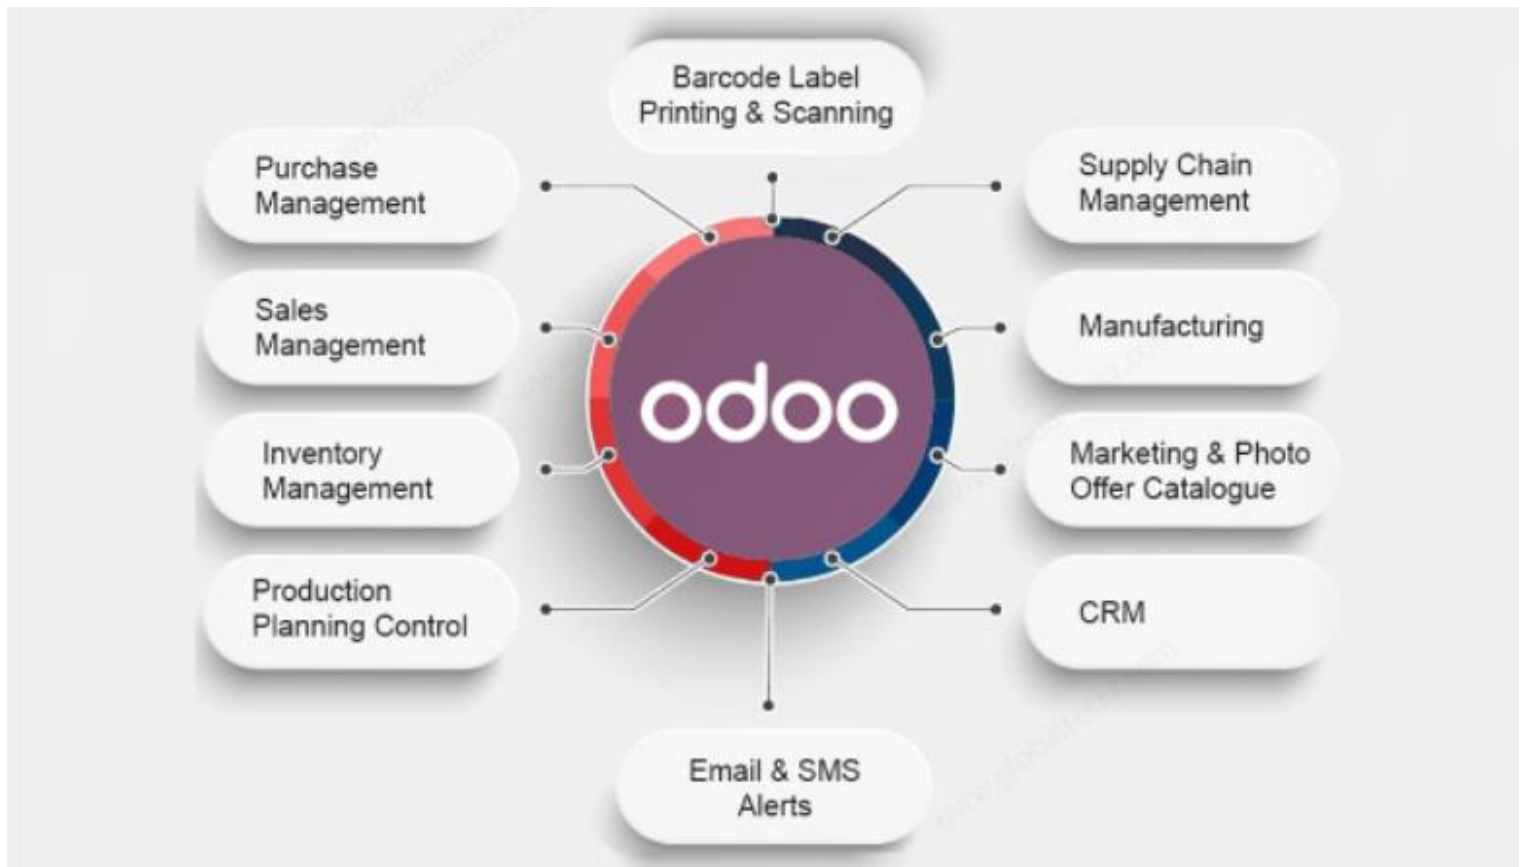 Barcode Label
Printing & Scanning
Purchase
Management
Supply Chain
Management
Sales
Management
Manufacturing
odoo
Inventory
Management
Marketing & Photo
Offer Catalogue
Production
Planning Control
CRM
Email & SMS
Alerts